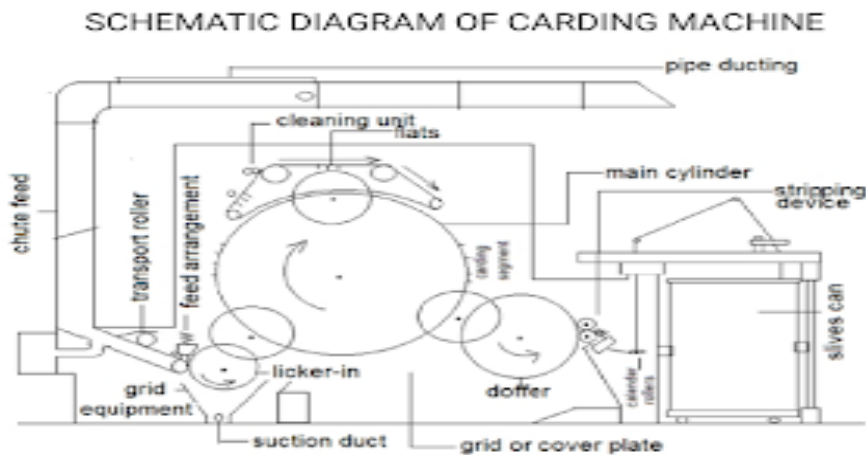 SCHEMATIC DIAGRAM OF CARDING MACHINE
pipe ducting
cleaning unit
flats
main cylinder
stripping
device
chute feed
transport roller
feed arrangement
carding
segment
slives can
licker-in
grid
equipment
doffer
calender
rollers
suction duct
grid or cover plate